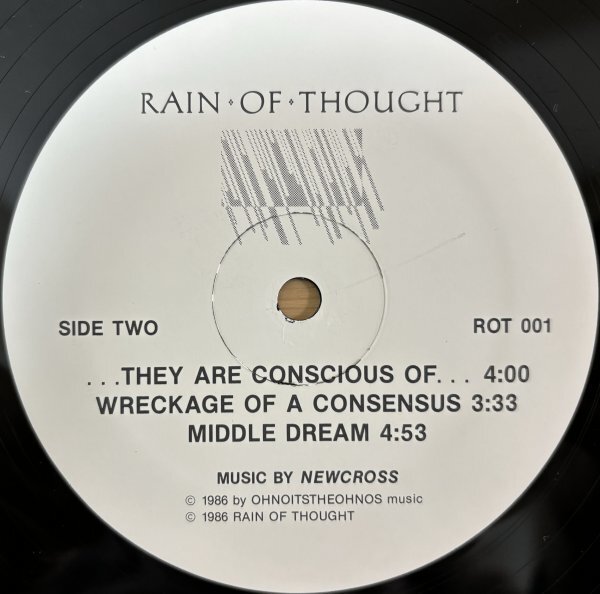 RAIN · OF · THOUGHT
SIDE TWO
ROT 001
...THEY ARE CONSCIOUS OF... 4:00
WRECKAGE OF A CONSENSUS 3:33
MIDDLE DREAM 4:53
MUSIC BY NEWCROSS
© 1986 by OHNOITSTHEOHNOS music
© 1986 RAIN OF THOUGHT